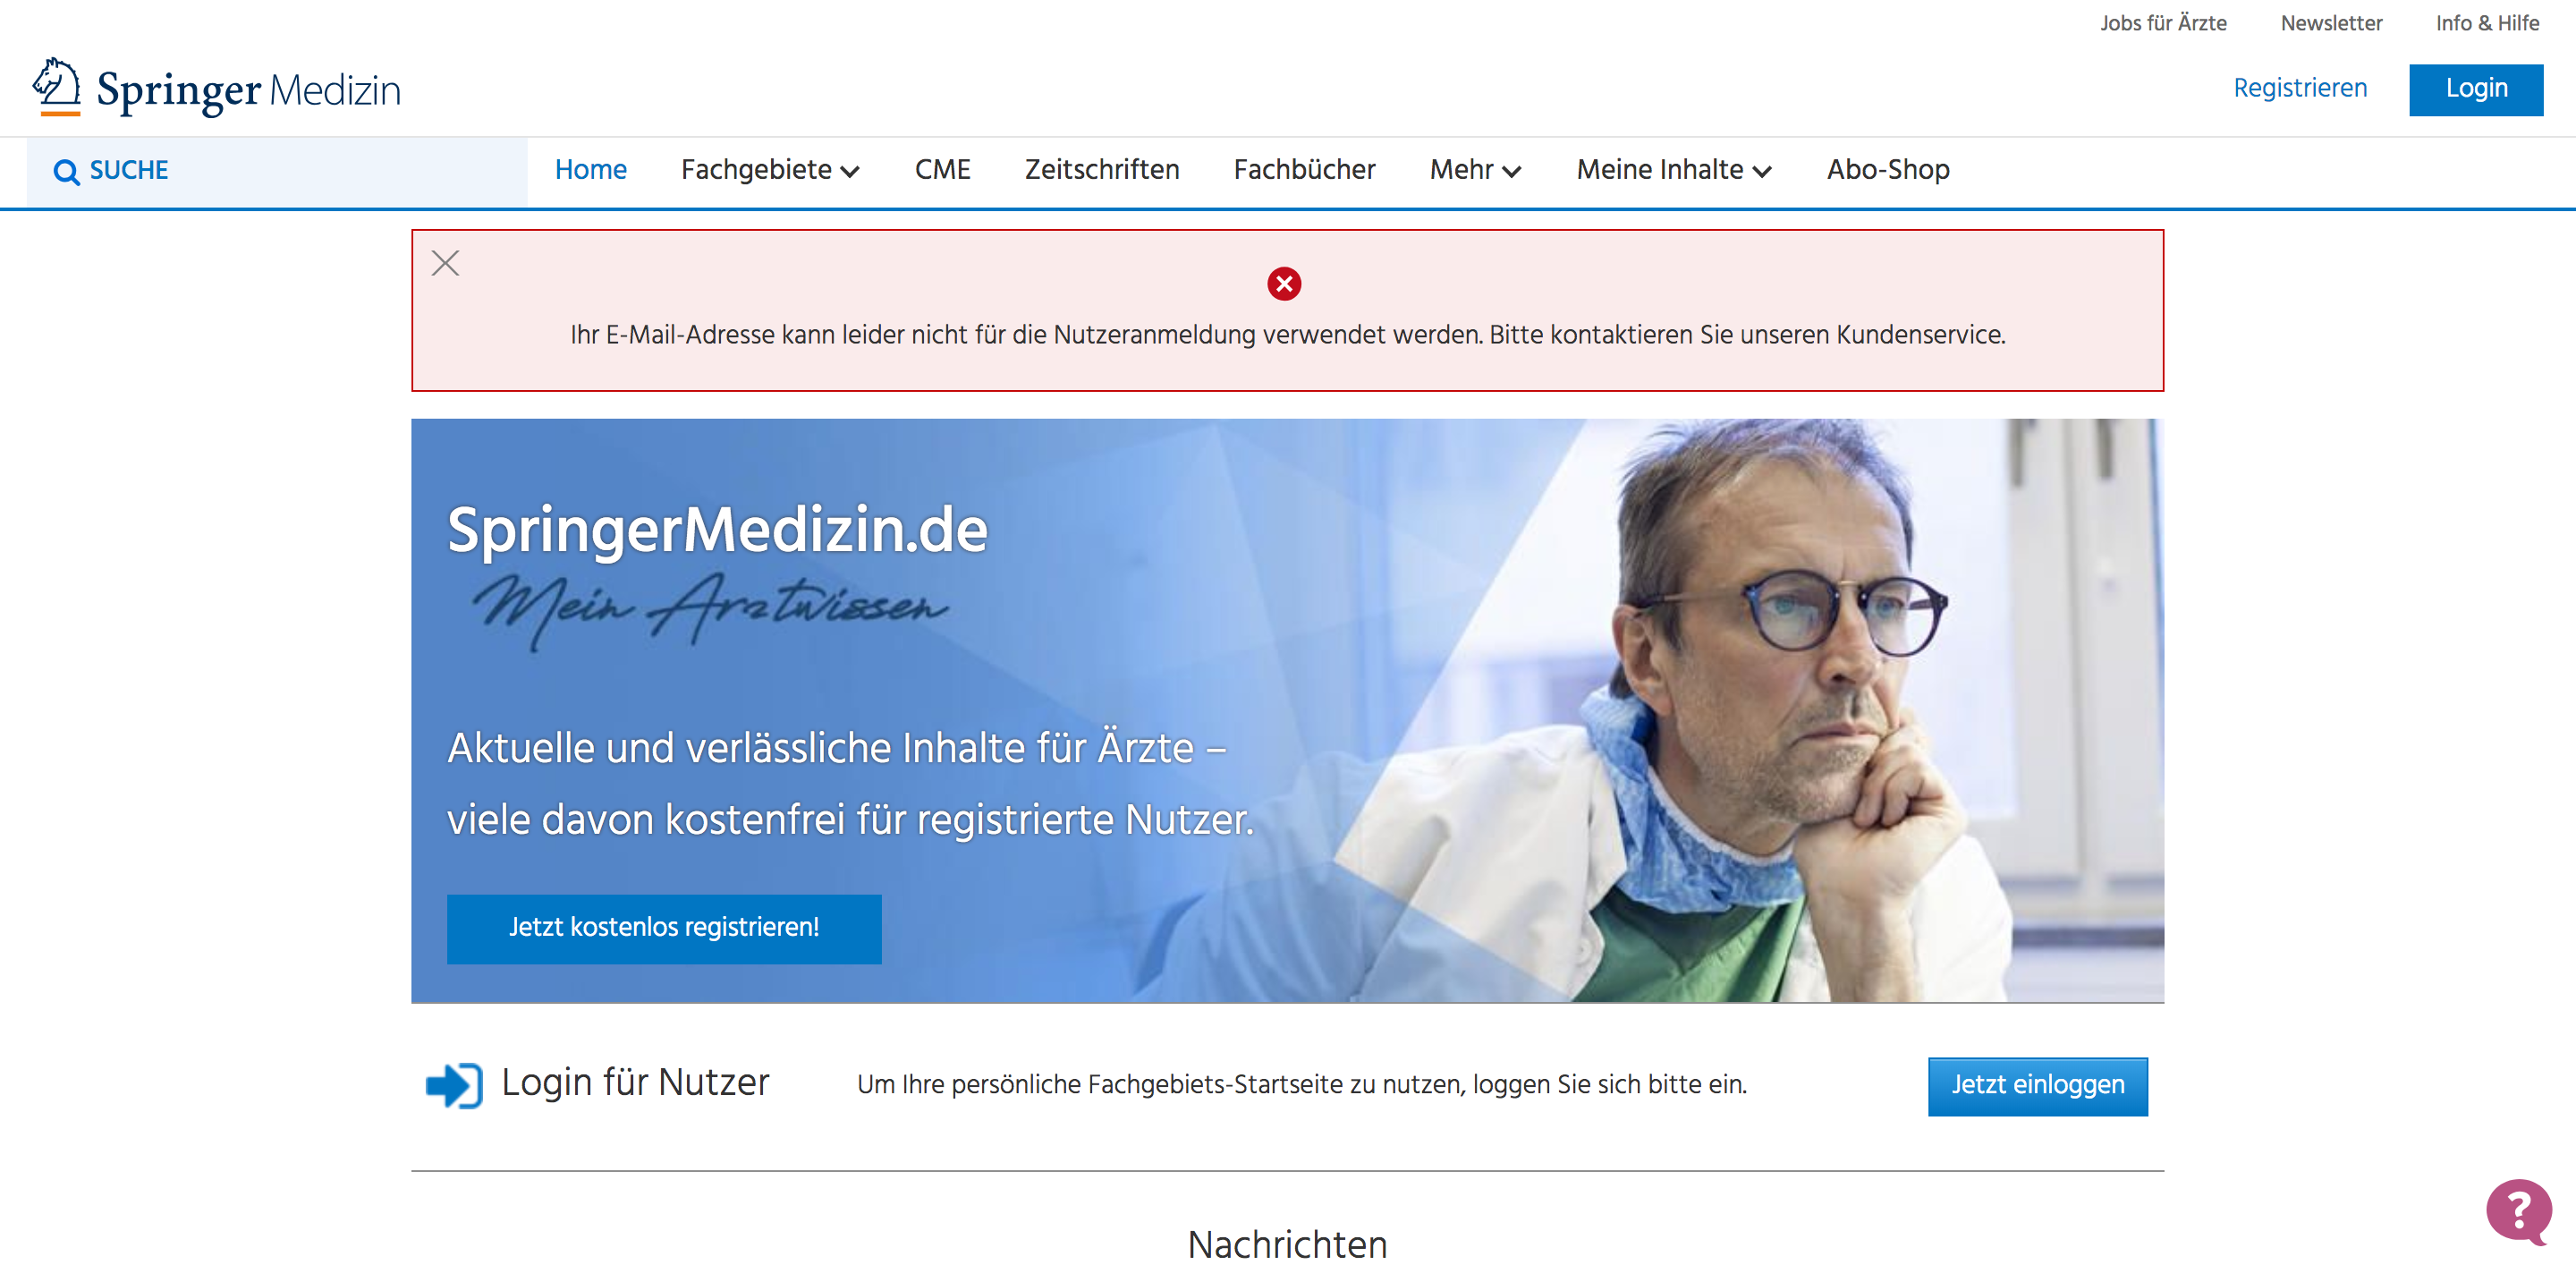 Jobs für Ärzte Newsletter Info & Hilfe
Springer Medizin
Registrieren Login
SUCHE Home Fachgebiete CME Zeitschriften Fachbücher Mehr Meine Inhalte Abo-Shop
Ihr E-Mail-Adresse kann leider nicht für die Nutzeranmeldung verwendet werden. Bitte kontaktieren Sie unseren Kundenservice.
SpringerMedizin.de
Mein Arztwissen
Aktuelle und verlässliche Inhalte für Ärzte –
viele davon kostenfrei für registrierte Nutzer.
Jetzt kostenlos registrieren!
Login für Nutzer Um Ihre persönliche Fachgebiets-Startseite zu nutzen, loggen Sie sich bitte ein. Jetzt einloggen
?
Nachrichten